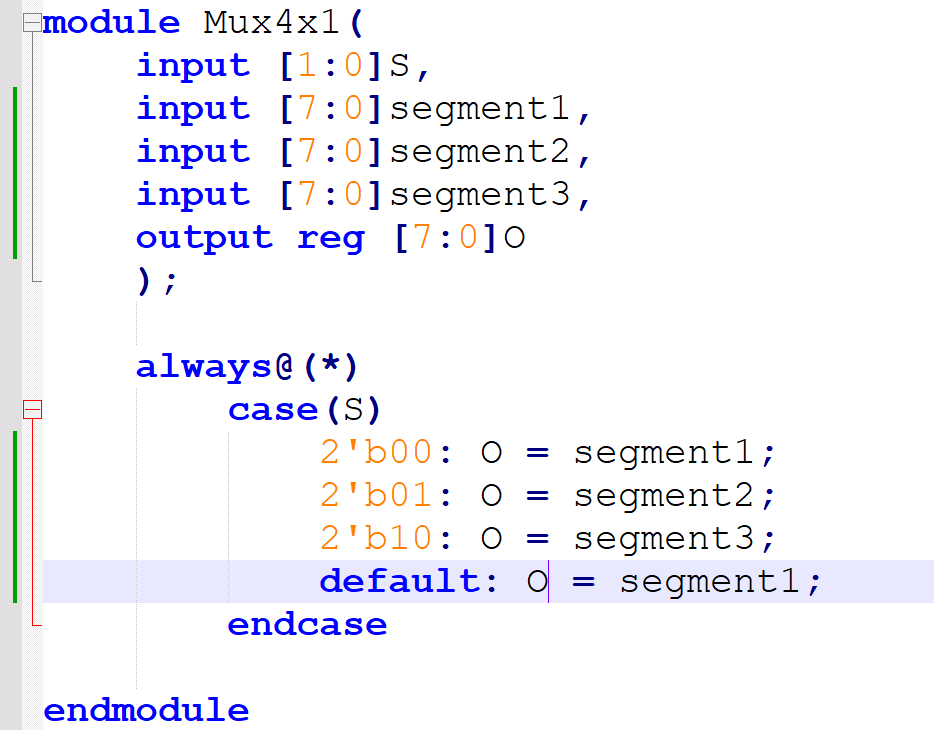 module Mux4x1(
input [1:0]S,
input [7:0]segment1,
input [7:0]segment2,
input [7:0]segment3,
output reg [7:0]O
);
always@(*)
case(S)
2'b00: O = segment1;
2'b01: O = segment2;
2'b10: O = segment3;
default: O = segment1;
endcase
endmodule